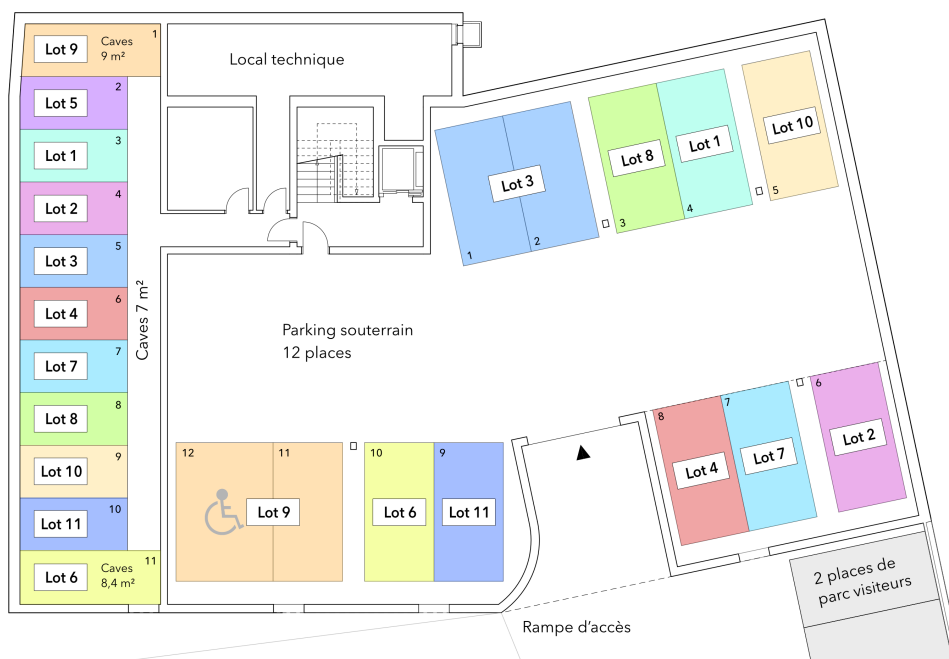 Lot 9
Caves
9 m²
1
Lot 5
2
Lot 1
3
Lot 2
4
Lot 3
5
Lot 4
6
Lot 7
7
Lot 8
8
Lot 10
9
Lot 11
10
Lot 6
Caves
8,4 m²
11
Caves 7 m²
Local technique
Lot 3
1
2
Lot 8
3
Lot 1
4
Lot 10
5
Parking souterrain
12 places
12
11
Lot 9
10
Lot 6
9
Lot 11
8
Lot 4
7
Lot 7
6
Lot 2
2 places de
parc visiteurs
Rampe d’accès